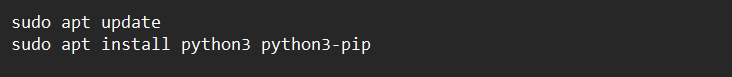 sudo apt update
sudo apt install python3 python3-pip